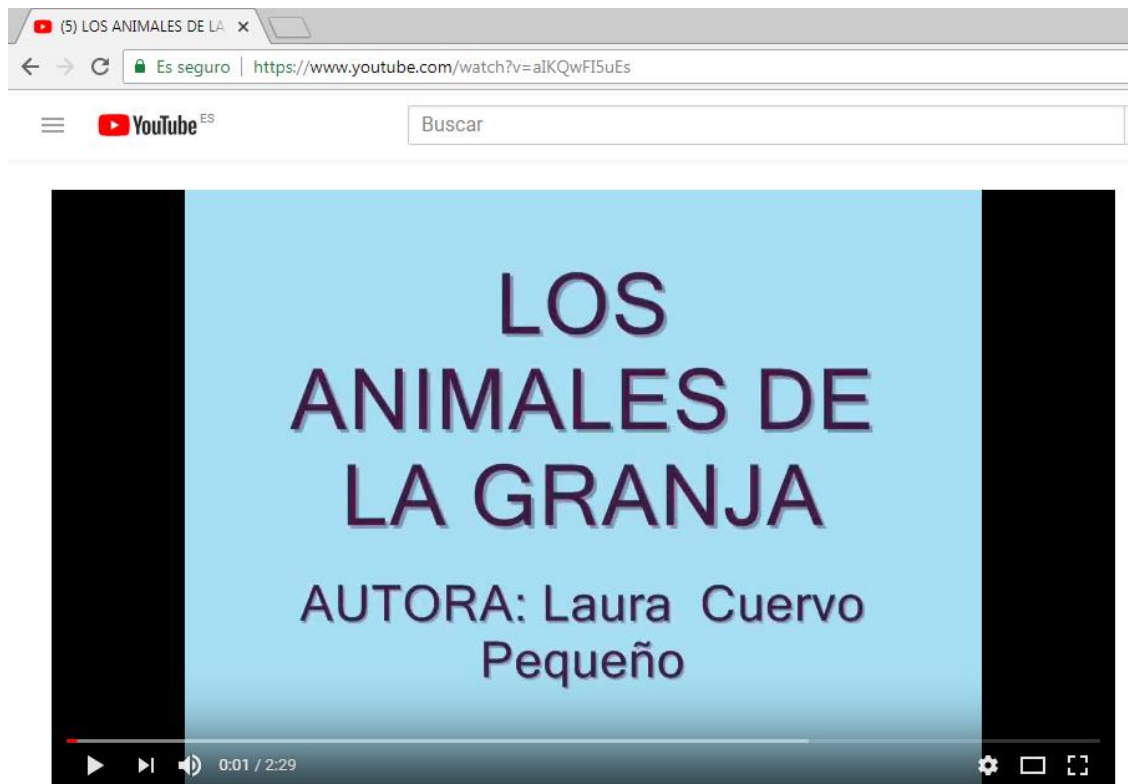 (5) LOS ANIMALES DE LA
Es seguro | https://www.youtube.com/watch?v=aIKQwFI5uEs
YouTube ES
Buscar
LOS
ANIMALES DE
LA GRANJA
AUTORA: Laura Cuervo
Pequeño
0:01 / 2:29